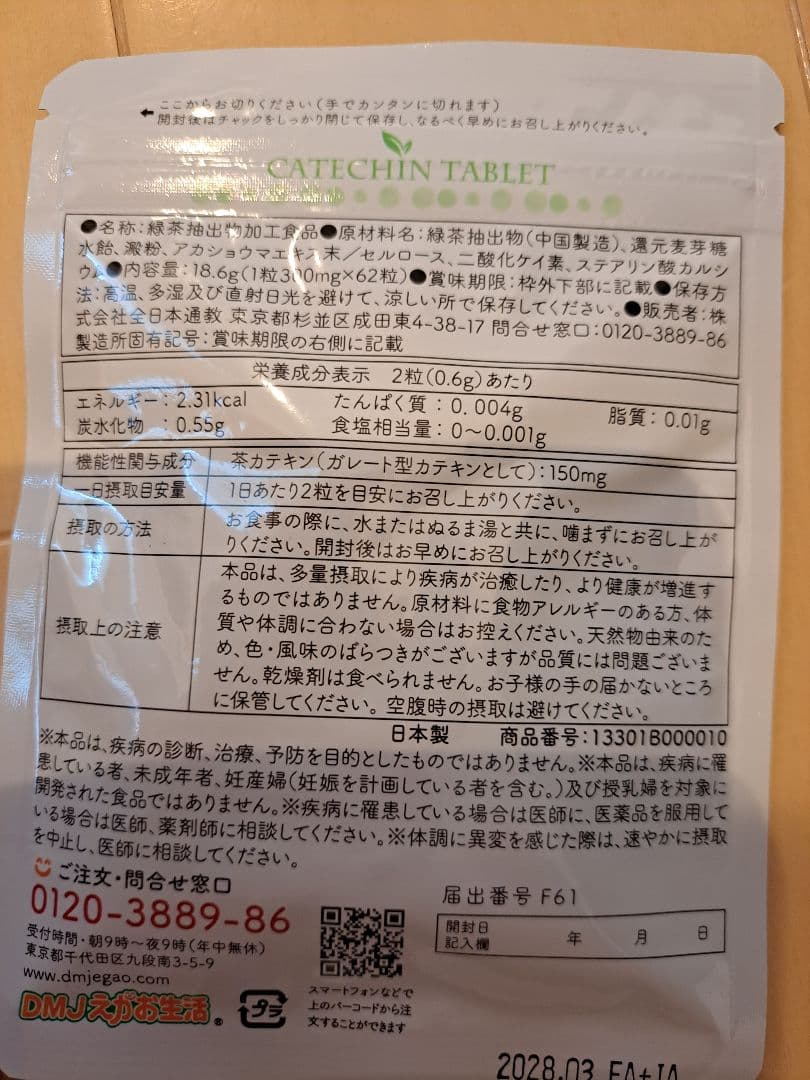 ここからお切りください(手でカンタンに切れます)
開封後はチャックをしっかり閉じて保存し、なるべく早めにお召し上がりください。
CATECHIN TABLET
●名称:緑茶抽出物加工食品●原材料名:緑茶抽出物(中国製造)、還元麦芽糖
水飴、澱粉、アカショウマエキス末/セルロース、二酸化ケイ素、ステアリン酸カルシ
ウム●内容量:18.6g(1粒300mg×62粒)●賞味期限:枠外下部に記載●保存方
法:高温、多湿及び直射日光を避けて、涼しい所で保存してください。●販売者:株
式会社全日本通教 東京都杉並区成田東4-38-17 問合せ窓口:0120-3889-86
製造所固有記号:賞味期限の右側に記載
栄養成分表示 2粒(0.6g)あたり
エネルギー:2.31kcal たんぱく質:0.004g 脂質:0.01g
炭水化物 :0.55g 食塩相当量:0〜0.001g
機能性関与成分 茶カテキン(ガレート型カテキンとして):150mg
一日摂取目安量 1日あたり2粒を目安にお召し上がりください。
摂取の方法 お食事の際に、水またはぬるま湯と共に、噛まずにお召し上が
りください。開封後はお早めにお召し上がりください。
摂取上の注意 本品は、多量摂取により疾病が治癒したり、より健康が増進す
るものではありません。原材料に食物アレルギーのある方、体
質や体調に合わない場合はお控えください。天然物由来のた
め、色・風味のばらつきがございますが品質には問題ございま
せん。乾燥剤は食べられません。お子様の手の届かないところ
に保管してください。空腹時の摂取は避けてください。
日本製 商品番号:13301B000010
※本品は、疾病の診断、治療、予防を目的としたものではありません。※本品は、疾病に罹
患している者、未成年者、妊産婦(妊娠を計画している者を含む。)及び授乳婦を対象に
開発された食品ではありません。※疾病に罹患している場合は医師に、医薬品を服用して
いる場合は医師、薬剤師に相談してください。※体調に異変を感じた際は、速やかに摂取
を中止し、医師に相談してください。
ご注文・問合せ窓口
0120-3889-86
受付時間・朝9時〜夜9時(年中無休)
東京都千代田区九段南3-5-9
www.dmjegao.com
DMJえがお生活®
プラ
スマートフォンなどで
上のバーコードから注
文することができます
届出番号 F61
開封日
記入欄 年 月 日
2028.03 FA+IA